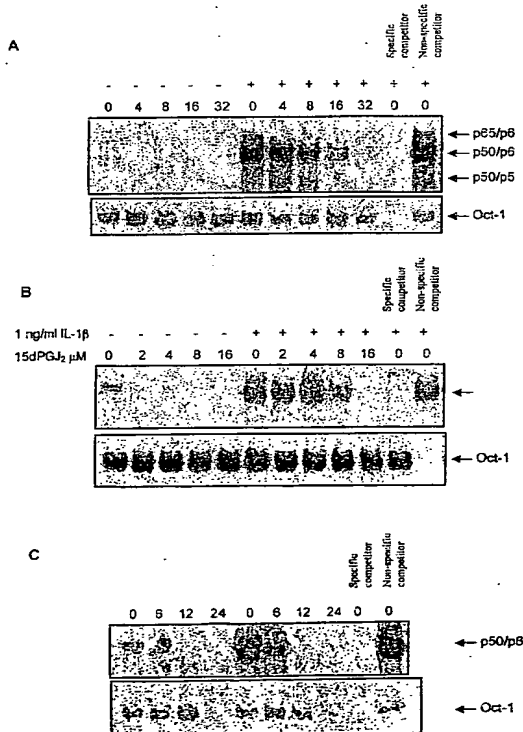 A
Specific
competitor
Non-specific
competitor
- - - - - + + + + + + +
0 4 8 16 32 0 4 8 16 32 0 0
p65/p6
p50/p6
p50/p5
Oct-1
B
Specific
competitor
Non-specific
competitor
1 ng/ml IL-1β - - - - - + + + + + + +
15dPGJ2 μM 0 2 4 8 16 0 2 4 8 16 0 0
Oct-1
C
Specific
competitor
Non-specific
competitor
0 6 12 24 0 6 12 24 0 0
p50/p6
Oct-1